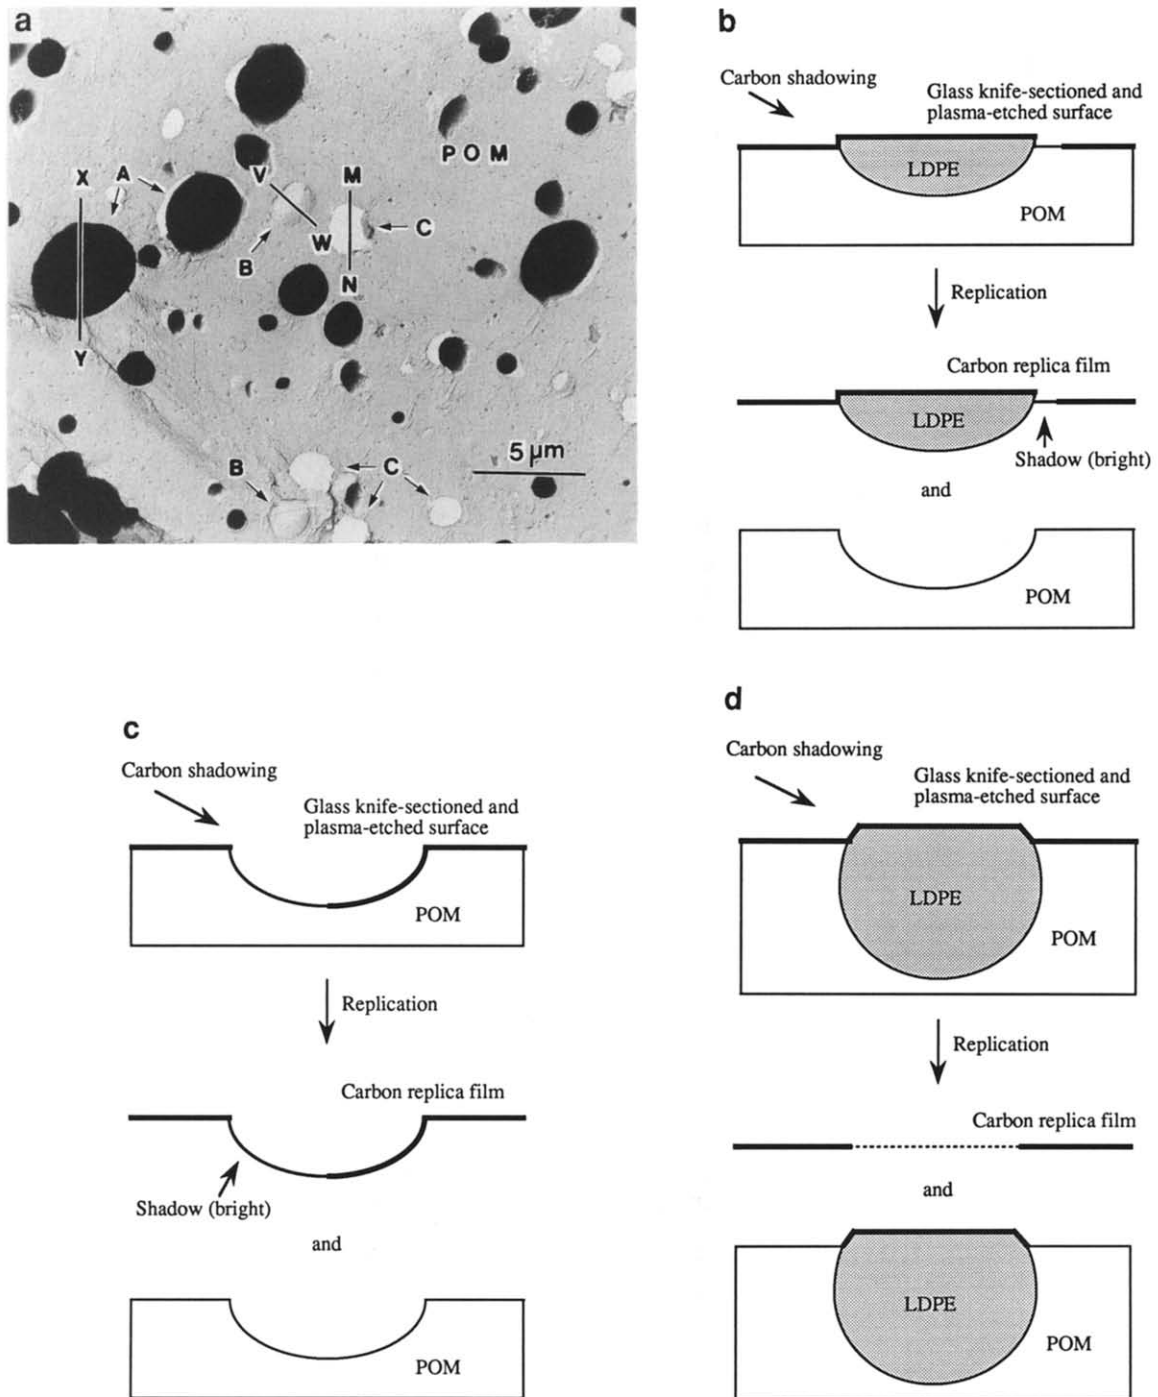 a
P O M
X
A
V
M
C
W
B
N
Y
5 µm
B
C
b
Carbon shadowing
Glass knife-sectioned and
plasma-etched surface
LDPE
POM
Replication
Carbon replica film
LDPE
Shadow (bright)
and
POM
c
Carbon shadowing
Glass knife-sectioned and
plasma-etched surface
POM
Replication
Carbon replica film
Shadow (bright)
and
POM
d
Carbon shadowing
Glass knife-sectioned and
plasma-etched surface
LDPE
POM
Replication
Carbon replica film
and
LDPE
POM